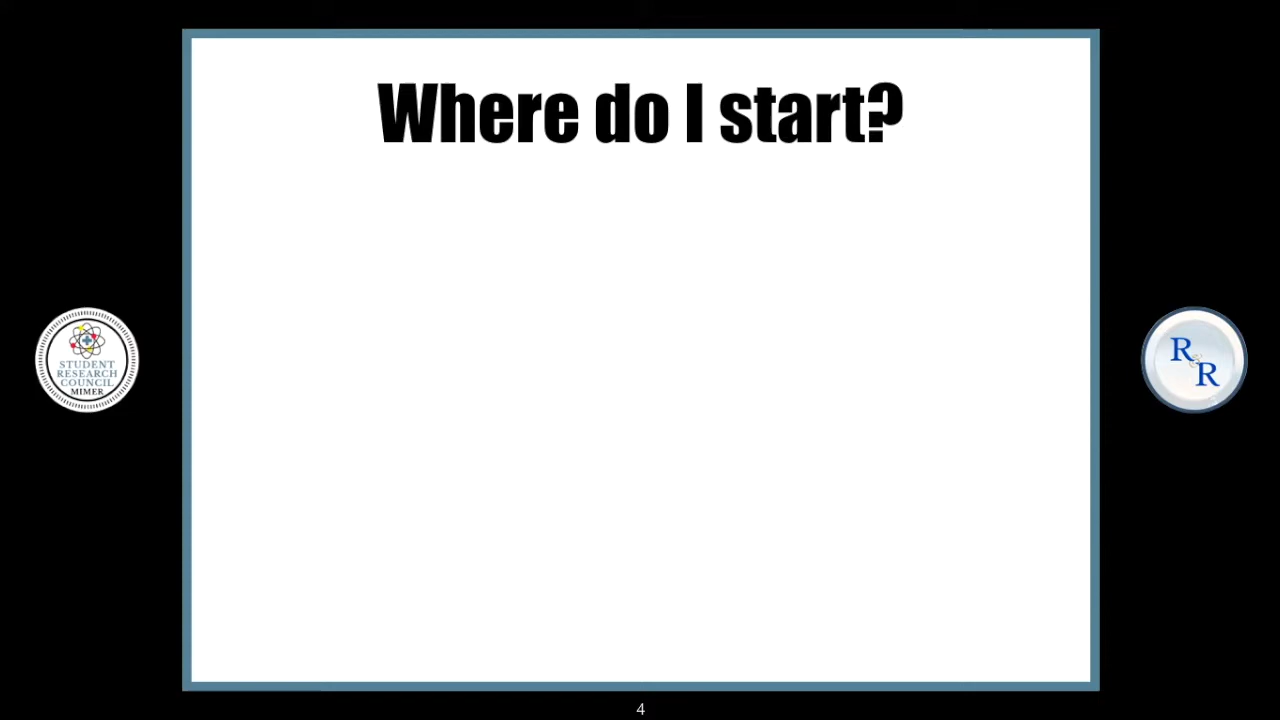 Where do I start?
STUDENT
RESEARCH
COUNCIL
MIMER
R
&
R
4